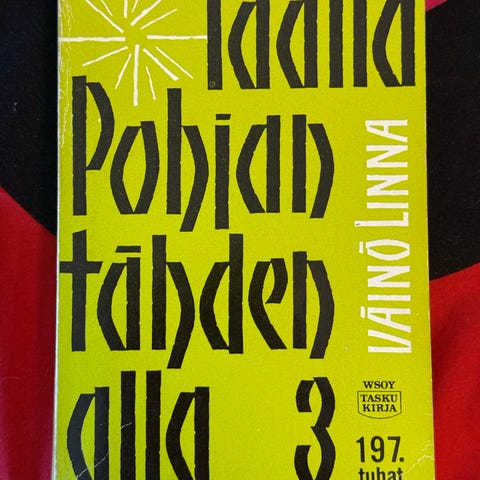 Täällä
Pohjan
tähden
alla 3
VÄINÖ LINNA
WSOY
TASKU
KIRJA
197.
tuhat